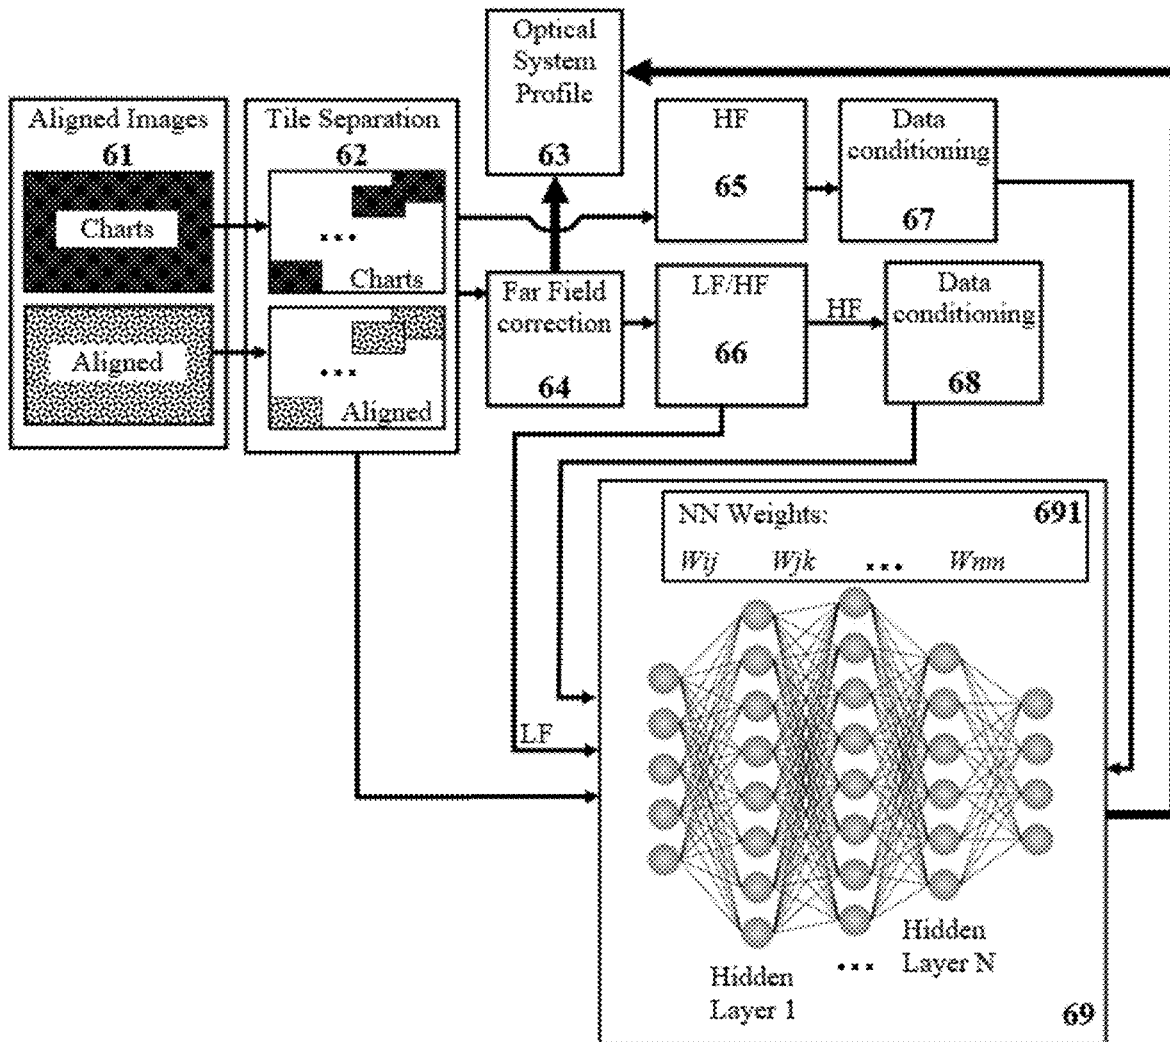 Aligned Images
61
Charts
Aligned
Tile Separation
62
Charts
Aligned
Optical
System
Profile
63
Far Field
correction
64
HF
65
LF/HF
66
HF
Data
conditioning
67
Data
conditioning
68
LF
NN Weights:
691
Wij Wjk Wnm
Hidden
Layer 1
Hidden
Layer N
69